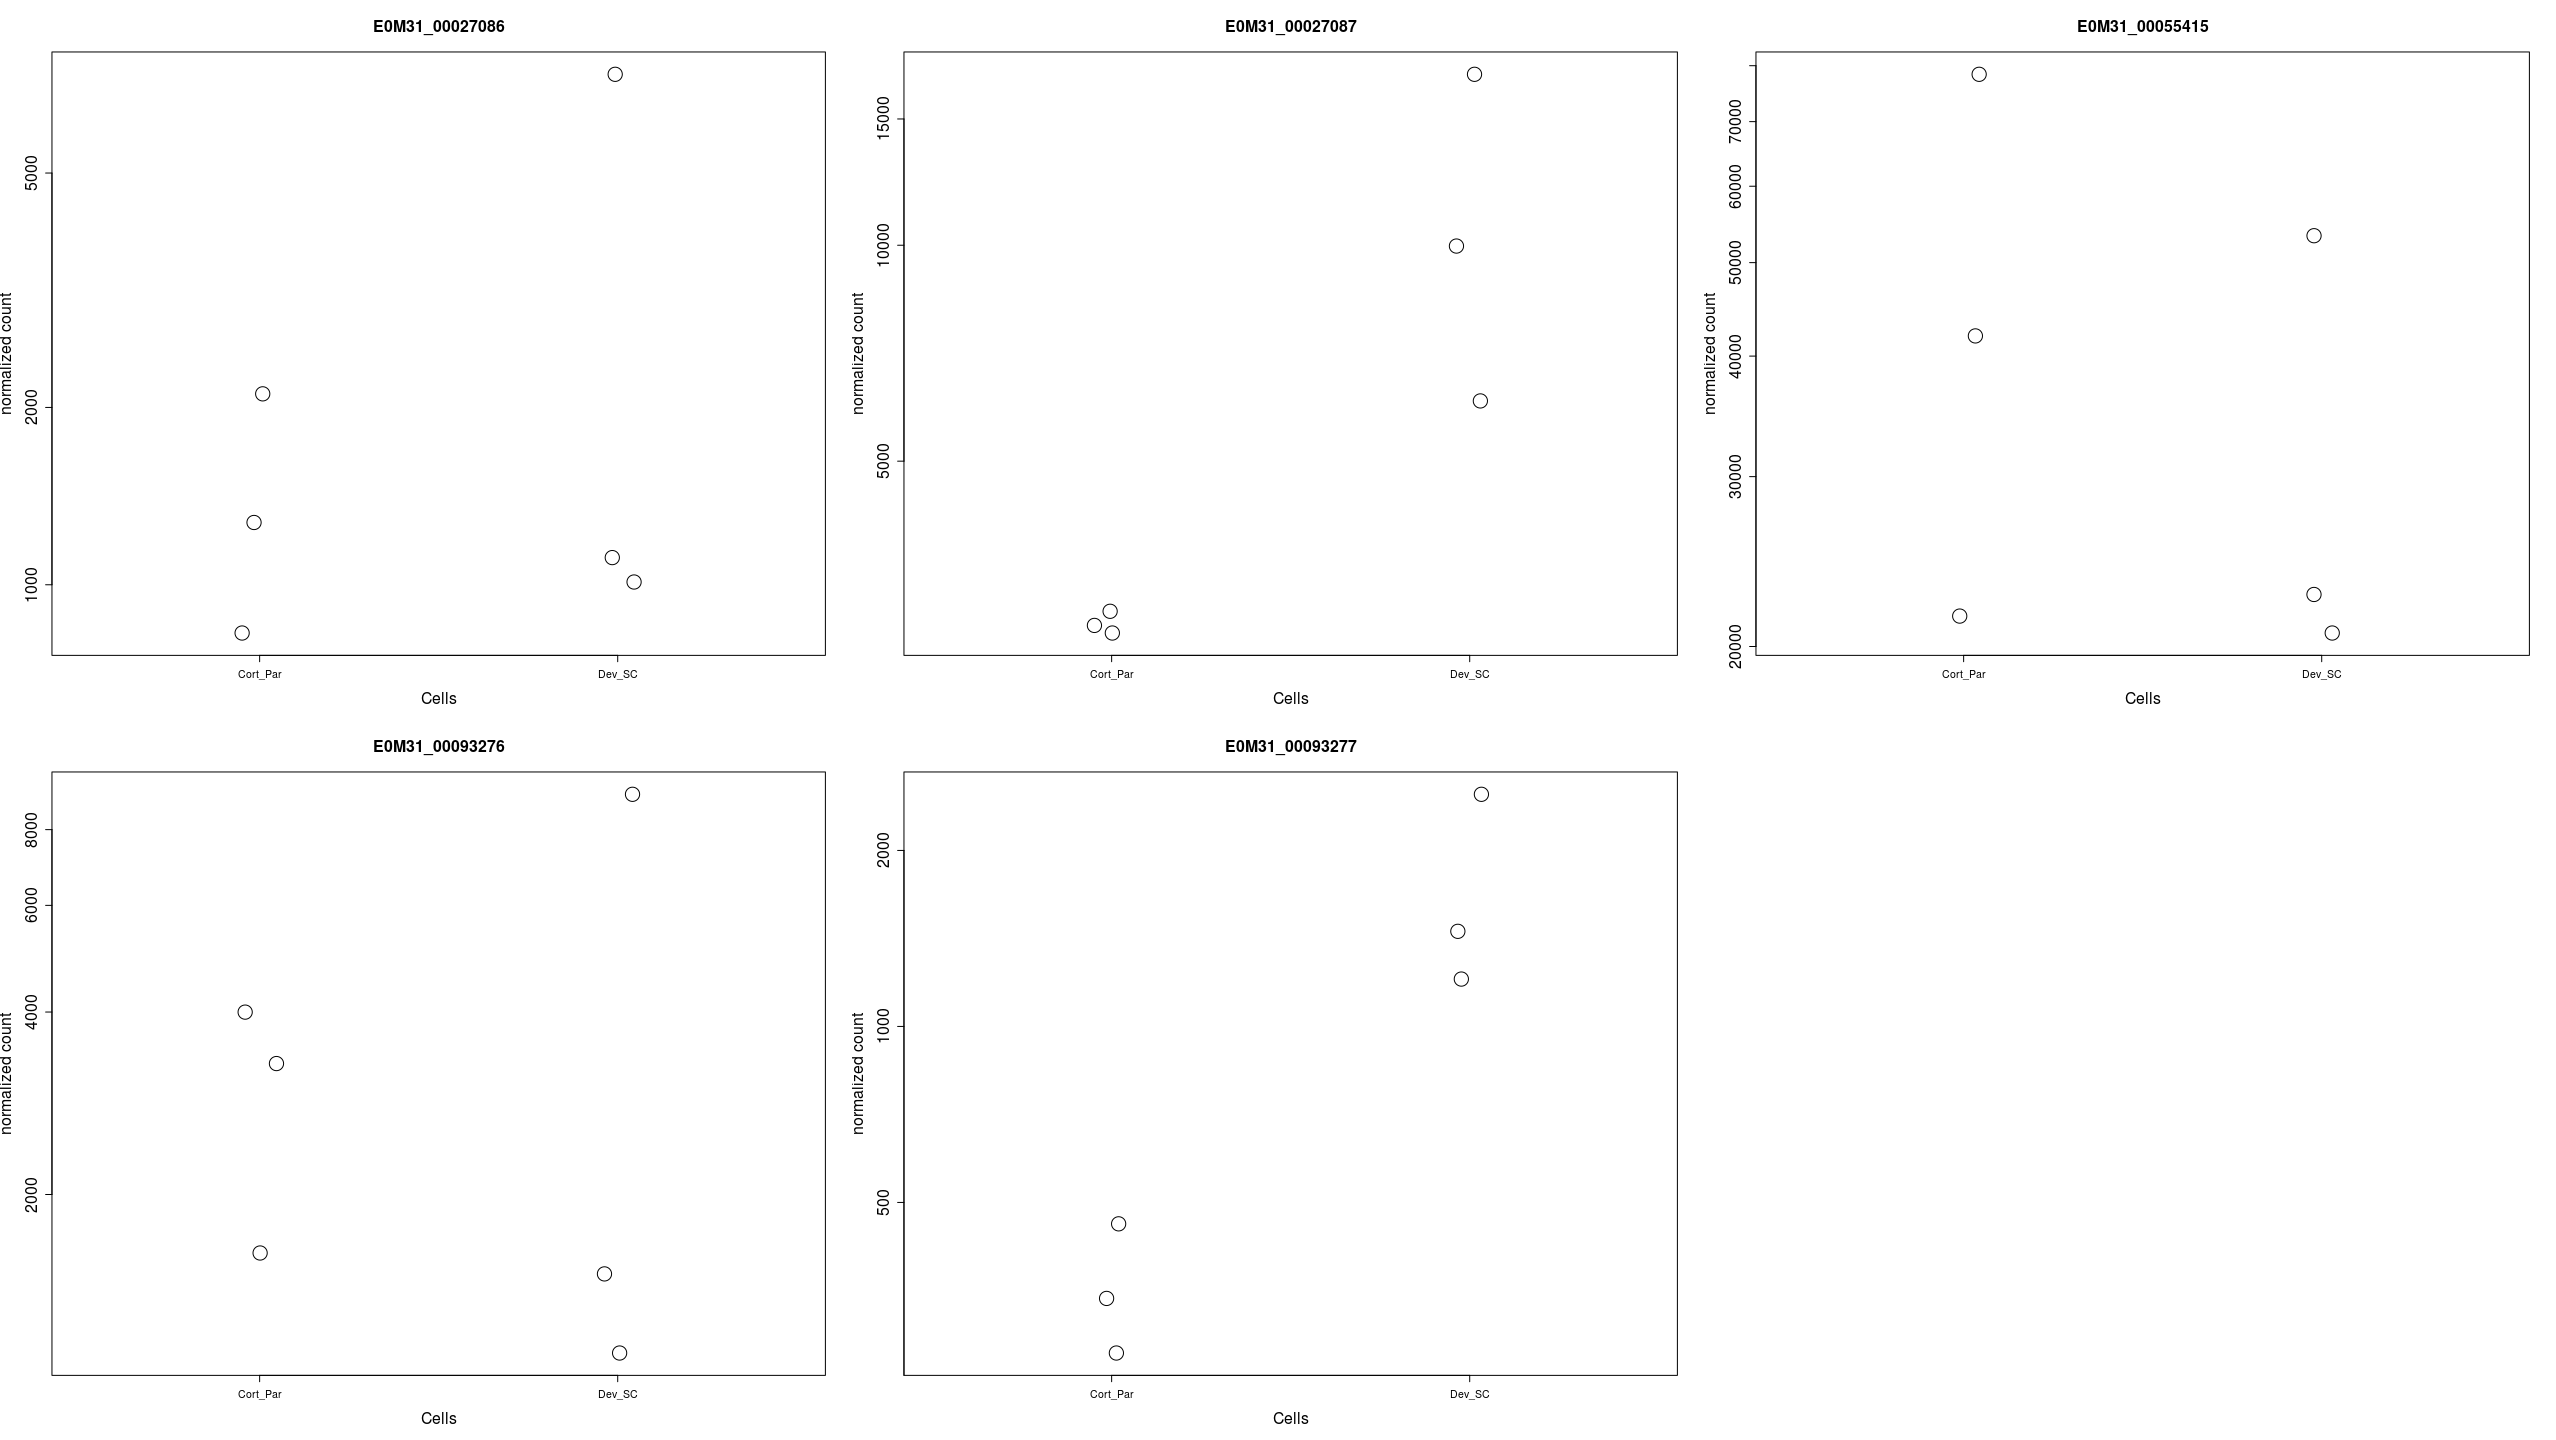 E0M31_00027086
normalized count
5000
2000
1000
Cort_Par Dev_SC
Cells
E0M31_00027087
normalized count
15000
10000
5000
Cort_Par Dev_SC
Cells
E0M31_00055415
normalized count
70000
60000
50000
40000
30000
20000
Cort_Par Dev_SC
Cells
E0M31_00093276
normalized count
8000
6000
4000
2000
Cort_Par Dev_SC
Cells
E0M31_00093277
normalized count
2000
1000
500
Cort_Par Dev_SC
Cells